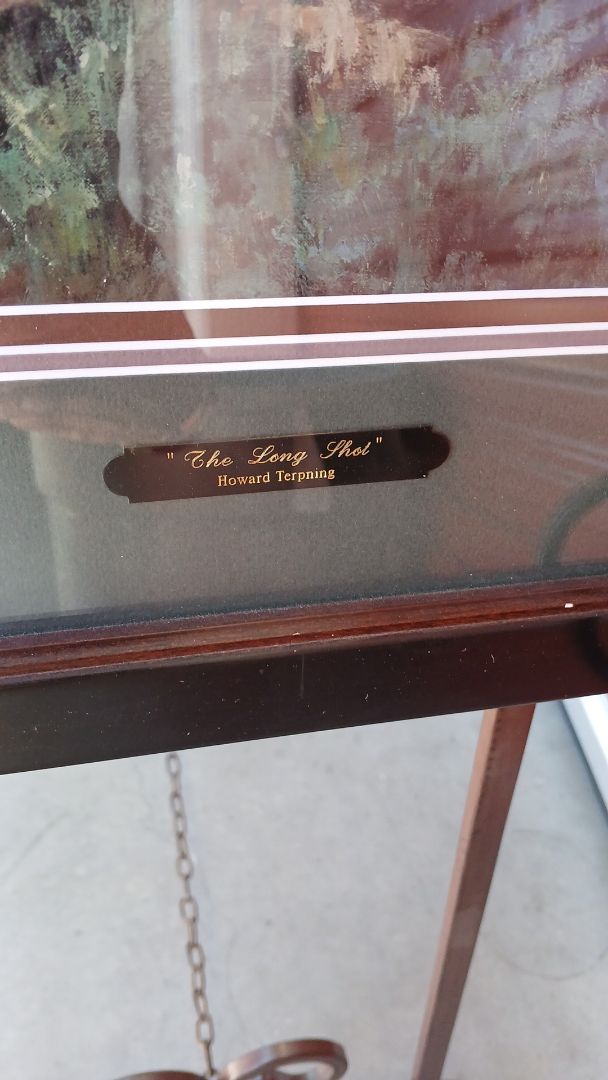 " The Long Shot "
Howard Terpning